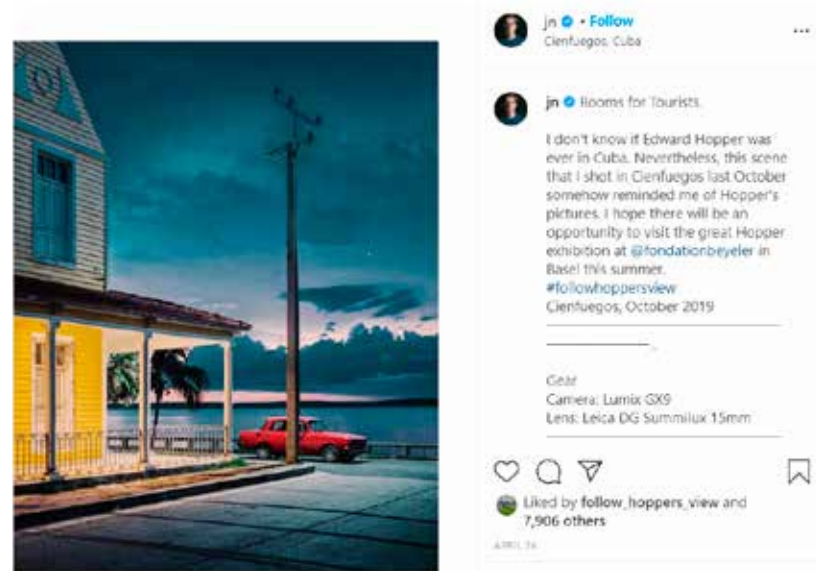 jn • Follow
Cienfuegos, Cuba
...
jn Rooms for Tourists.
I don't know if Edward Hopper was
ever in Cuba. Nevertheless, this scene
that I shot in Cienfuegos last October
somehow reminded me of Hopper's
pictures. I hope there will be an
opportunity to visit the great Hopper
exhibition at @fondationbeyeler in
Basel this summer.
#followhoppersview
Cienfuegos, October 2019
Gear
Camera: Lumix GX9
Lens: Leica DG Summilux 15mm
Liked by follow_hoppers_view and
7,906 others
APRIL